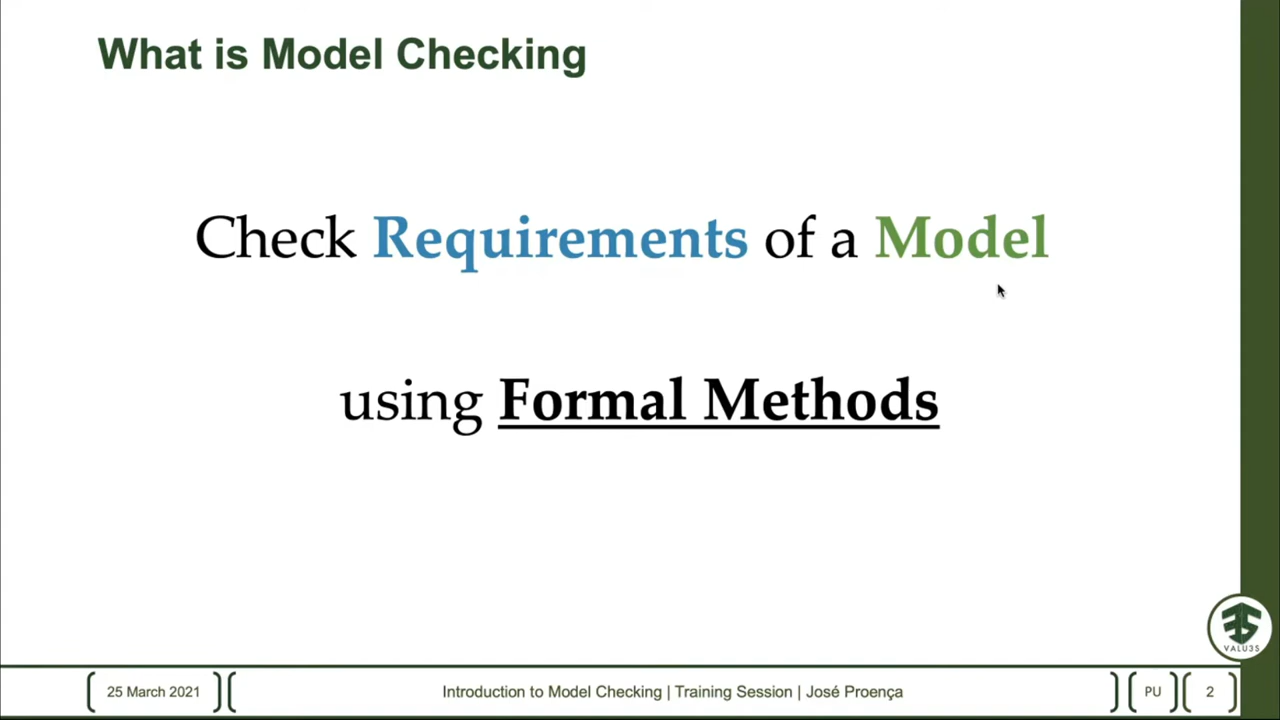 What is Model Checking
Check Requirements of a Model
using Formal Methods
VALU3S
25 March 2021
Introduction to Model Checking | Training Session | José Proença
PU
2